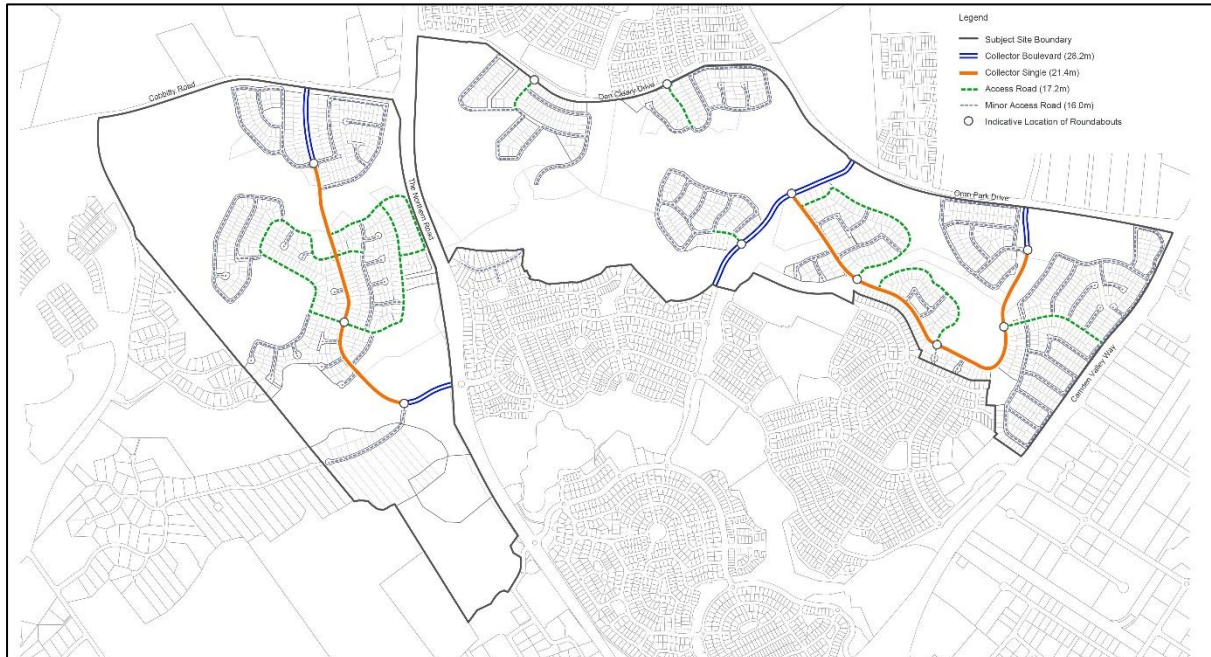 Legend
Subject Site Boundary
Collector Boulevard (28.2m)
Collector Single (21.4m)
Access Road (17.2m)
Minor Access Road (16.0m)
Indicative Location of Roundabouts
Cobbitty Road
Dan Cleary Drive
The Northern Road
Oran Park Drive
Camden Valley Way